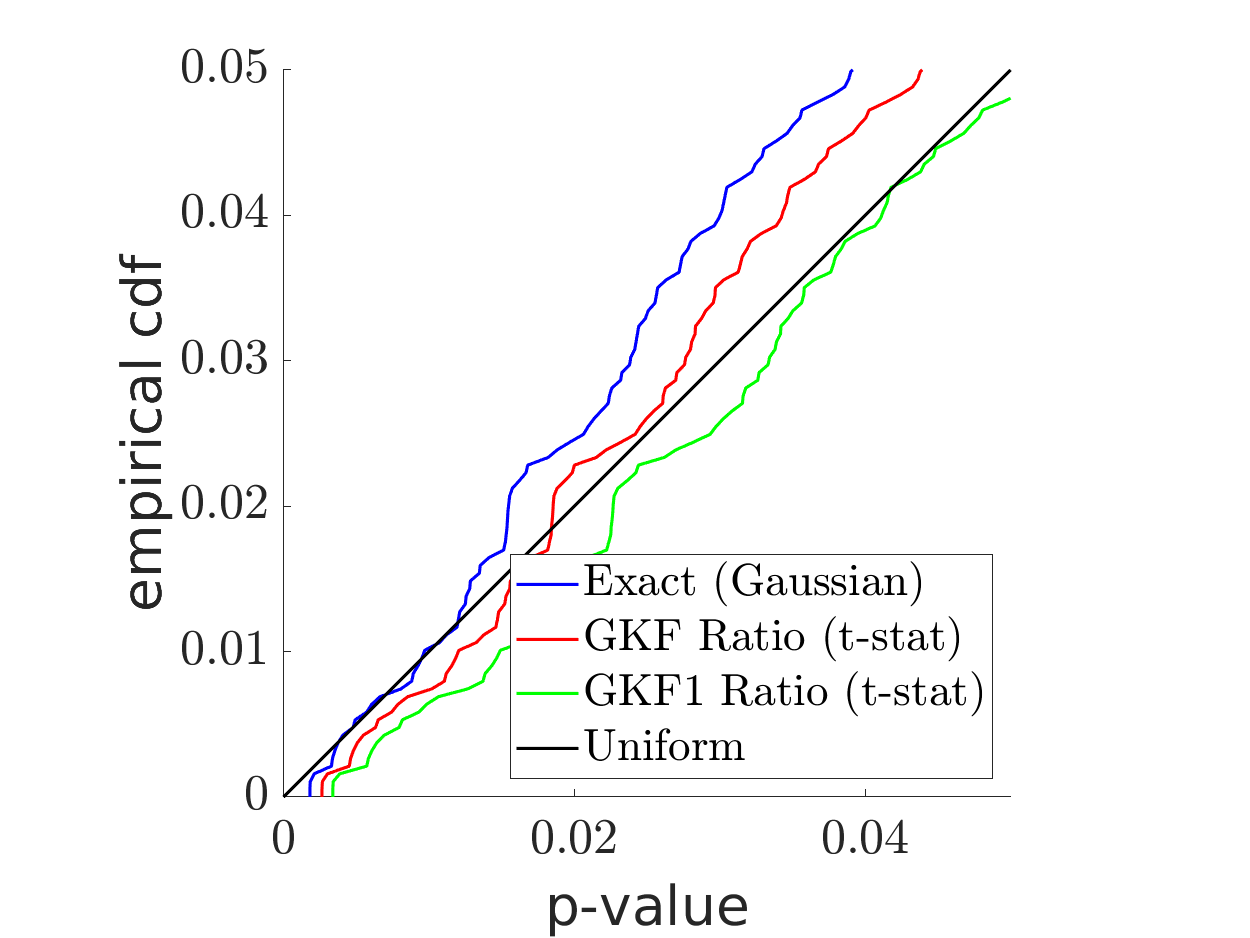 0.05
0.04
0.03
0.02
0.01
0
empirical cdf
Exact (Gaussian)
GKF Ratio (t-stat)
GKF1 Ratio (t-stat)
Uniform
0
0.02
0.04
p-value